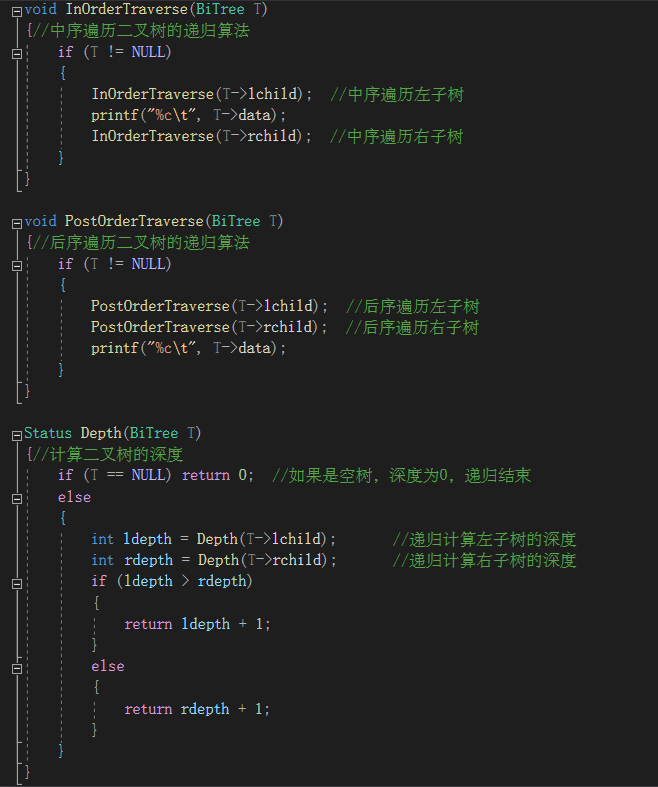 void InOrderTraverse(BiTree T)
{//中序遍历二叉树的递归算法
if (T != NULL)
{
InOrderTraverse(T->lchild); //中序遍历左子树
printf("%c\t", T->data);
InOrderTraverse(T->rchild); //中序遍历右子树
}
}
void PostOrderTraverse(BiTree T)
{//后序遍历二叉树的递归算法
if (T != NULL)
{
PostOrderTraverse(T->lchild); //后序遍历左子树
PostOrderTraverse(T->rchild); //后序遍历右子树
printf("%c\t", T->data);
}
}
Status Depth(BiTree T)
{//计算二叉树的深度
if (T == NULL) return 0; //如果是空树，深度为0，递归结束
else
{
int ldepth = Depth(T->lchild); //递归计算左子树的深度
int rdepth = Depth(T->rchild); //递归计算右子树的深度
if (ldepth > rdepth)
{
return ldepth + 1;
}
else
{
return rdepth + 1;
}
}
}